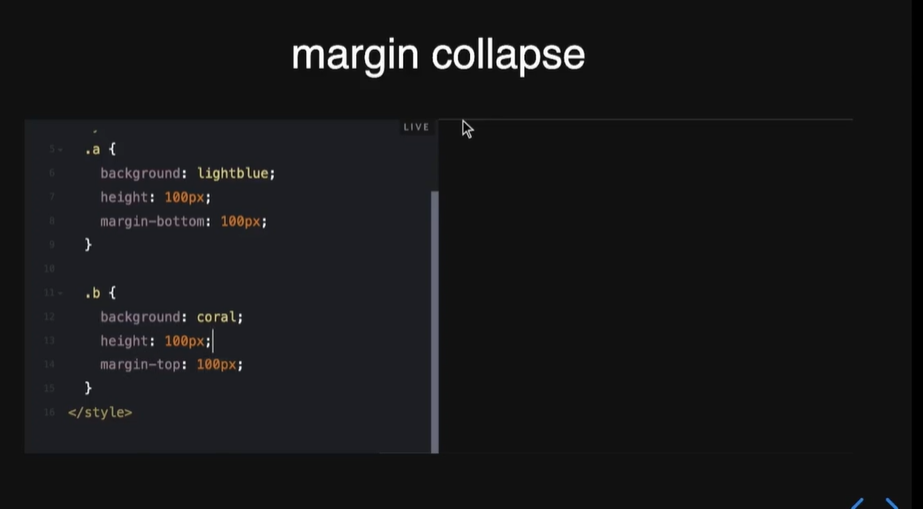 margin collapse
LIVE
5 .a {
6 background: lightblue;
7 height: 100px;
8 margin-bottom: 100px;
9 }
10
11 .b {
12 background: coral;
13 height: 100px;
14 margin-top: 100px;
15 }
16 </style>